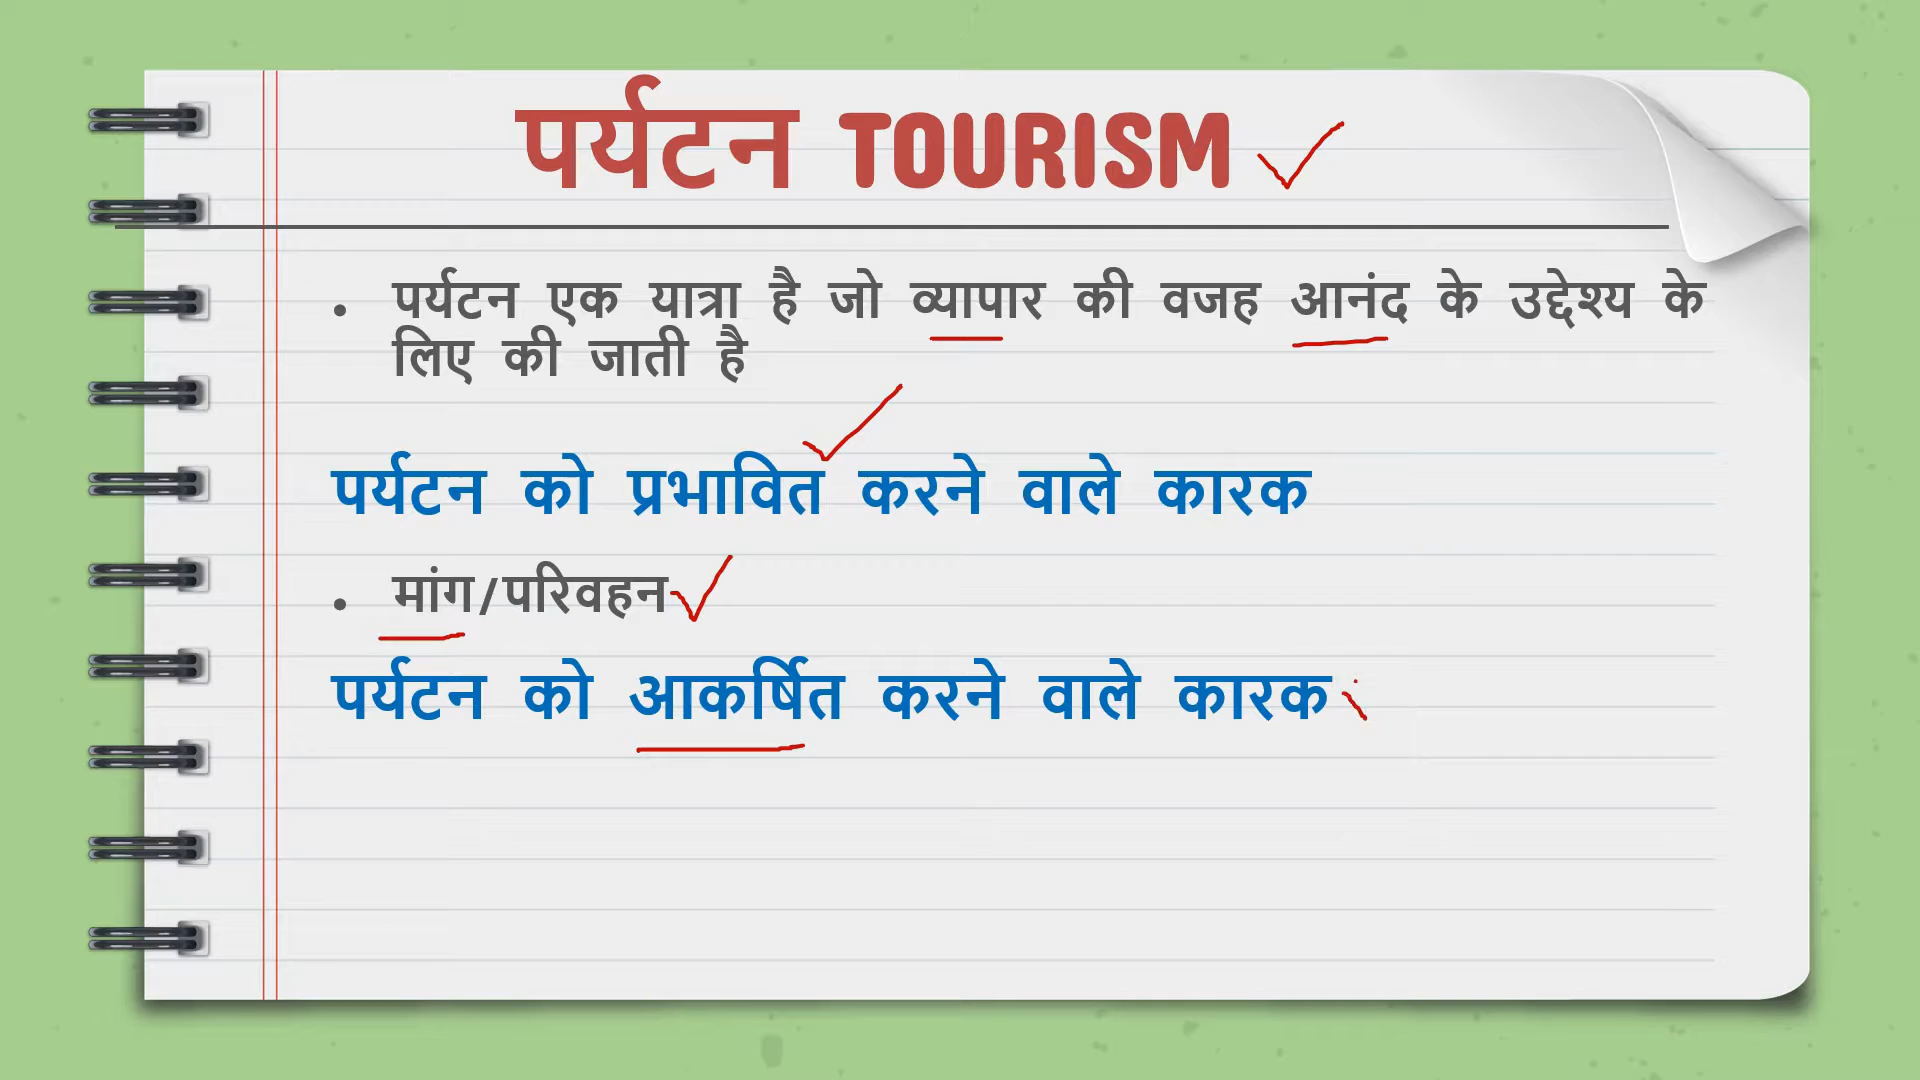 पर्यटन TOURISM
• पर्यटन एक यात्रा है जो व्यापार की वजह आनंद के उद्देश्य के
लिए की जाती है
पर्यटन को प्रभावित करने वाले कारक
• मांग/परिवहन
पर्यटन को आकर्षित करने वाले कारक